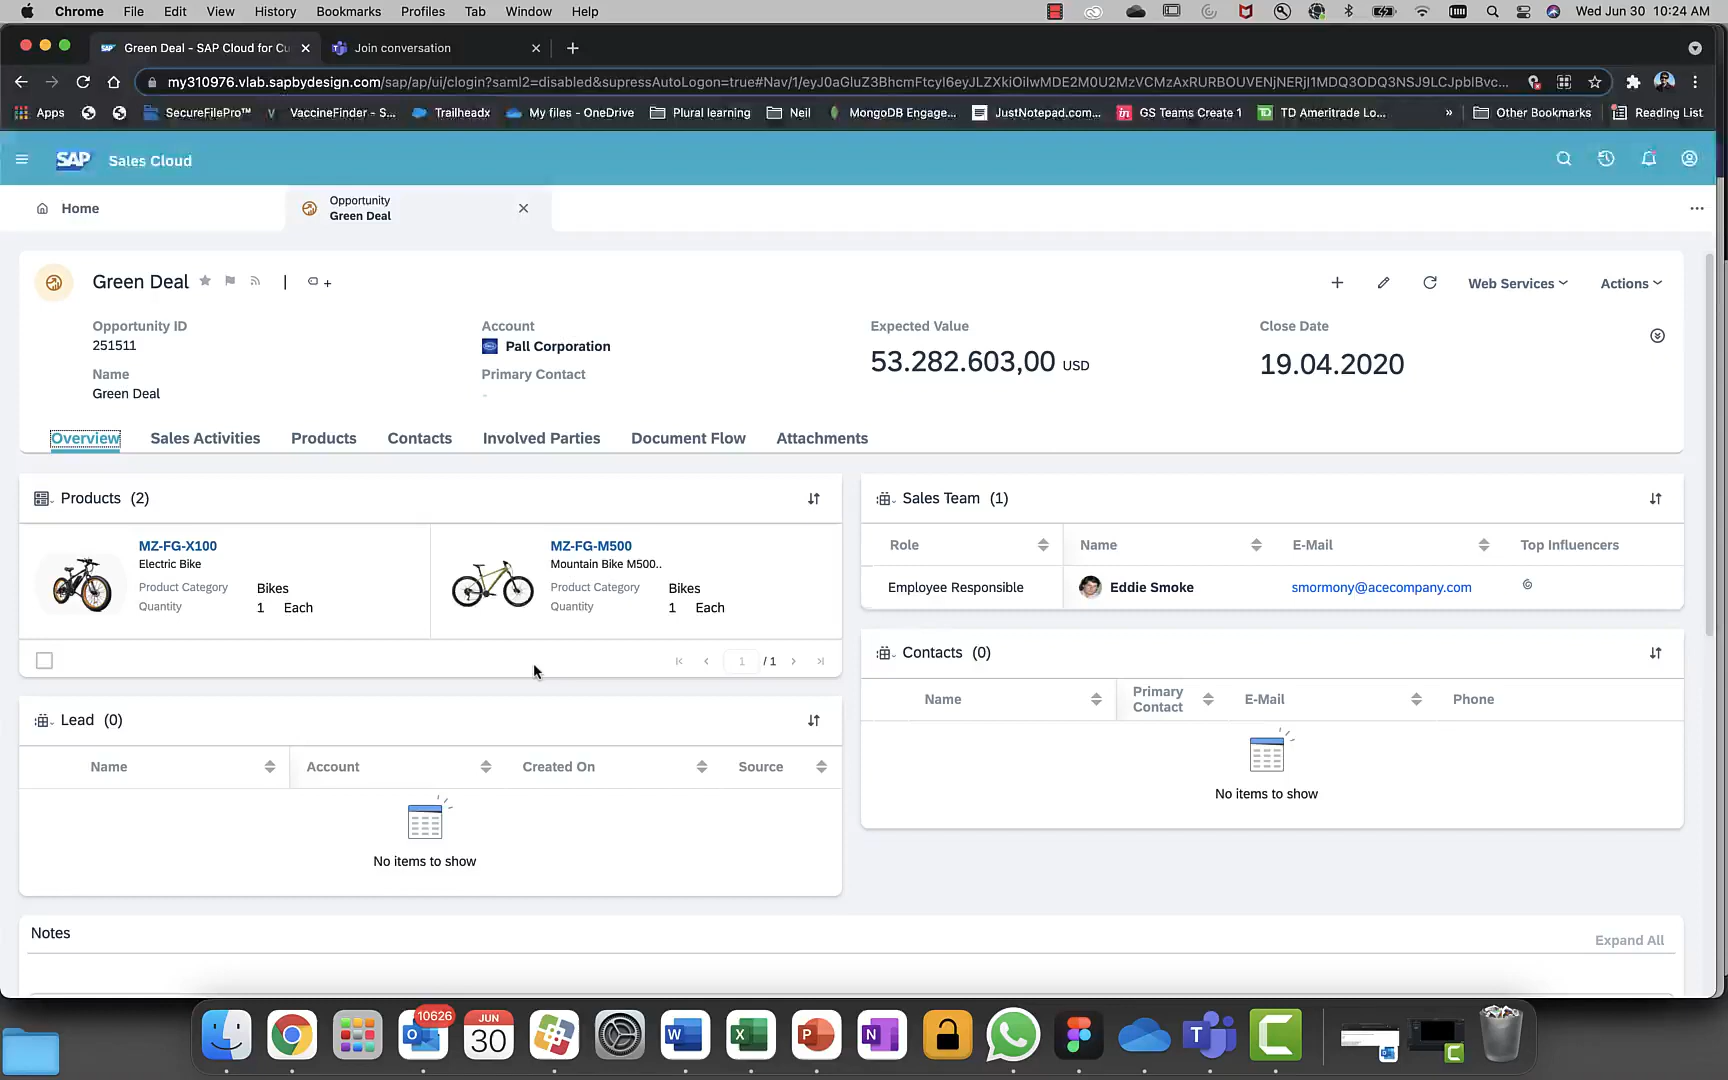 Chrome File Edit View History Bookmarks Profiles Tab Window Help Wed Jun 30 10:24 AM
Green Deal - SAP Cloud for Cu Join conversation
my310976.vlab.sapbydesign.com/sap/ap/ui/clogin?saml2=disabled&supressAutoLogon=true#Nav/1/
Apps SecureFilePro™ VaccineFinder - S... Trailheadx My files - OneDrive Plural learning Neil MongoDB Engage... JustNotepad.com... GS Teams Create 1 TD Ameritrade Lo... » Other Bookmarks Reading List
SAP Sales Cloud
Home
Opportunity
Green Deal
Green Deal
Web Services Actions
Opportunity ID Account Expected Value Close Date
251511 Pall Corporation 53.282.603,00 USD 19.04.2020
Name Primary Contact
Green Deal -
Overview Sales Activities Products Contacts Involved Parties Document Flow Attachments
Products (2)
MZ-FG-X100 MZ-FG-M500
Electric Bike Mountain Bike M500..
Product Category Bikes Product Category Bikes
Quantity 1 Each Quantity 1 Each
1 / 1
Sales Team (1)
Role Name E-Mail Top Influencers
Employee Responsible Eddie Smoke smormony@acecompany.com
Contacts (0)
Name Primary Contact E-Mail Phone
No items to show
Lead (0)
Name Account Created On Source
No items to show
Notes
Expand All
10626
JUN
30